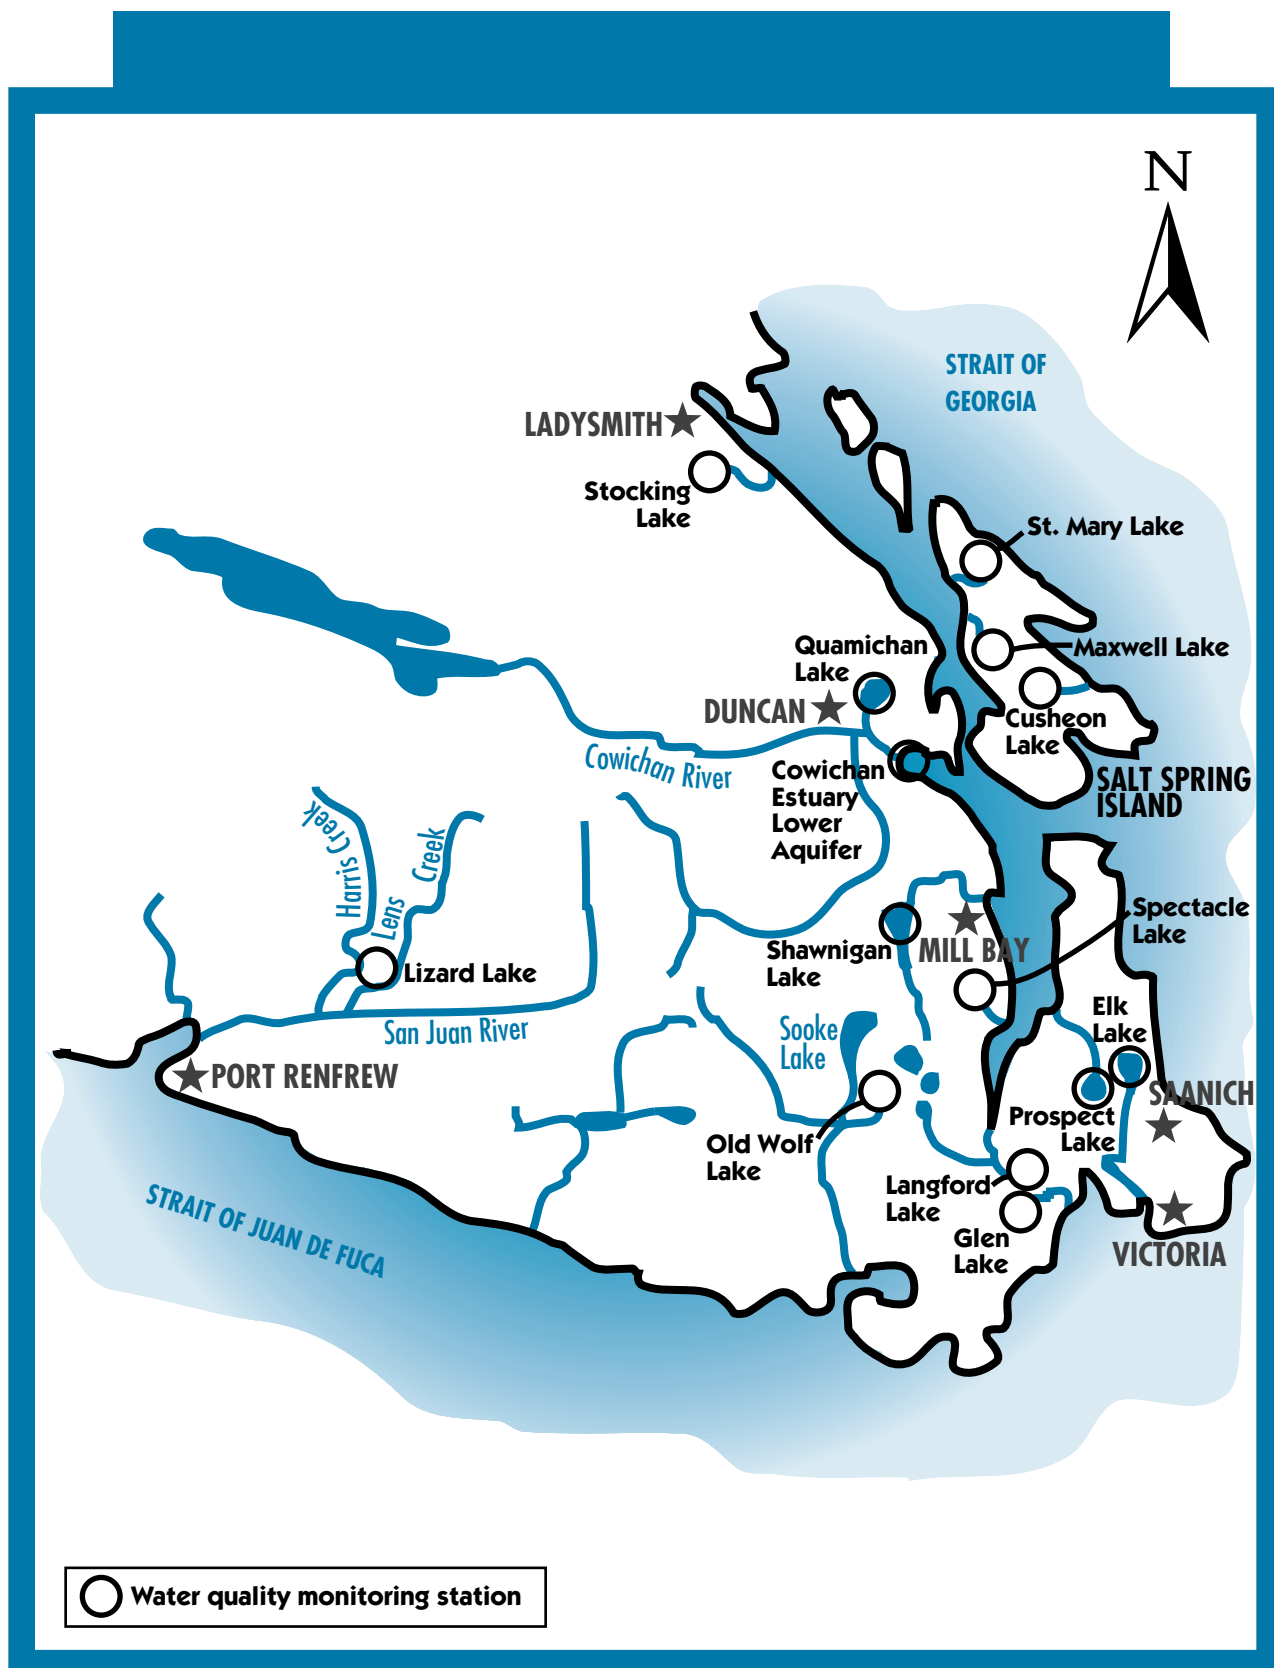 N
STRAIT OF
GEORGIA
LADYSMITH
Stocking
Lake
St. Mary Lake
Quamichan
Lake
Maxwell Lake
DUNCAN
Cusheon
Lake
Cowichan River
Cowichan
Estuary
Lower
Aquifer
SALT SPRING
ISLAND
Harris Creek
Lens Creek
Spectacle
Lake
Shawnigan
Lake
MILL BAY
Lizard Lake
San Juan River
Sooke
Lake
Elk
Lake
PORT RENFREW
SAANICH
Prospect
Lake
Old Wolf
Lake
Langford
Lake
Glen
Lake
STRAIT OF JUAN DE FUCA
VICTORIA
Water quality monitoring station